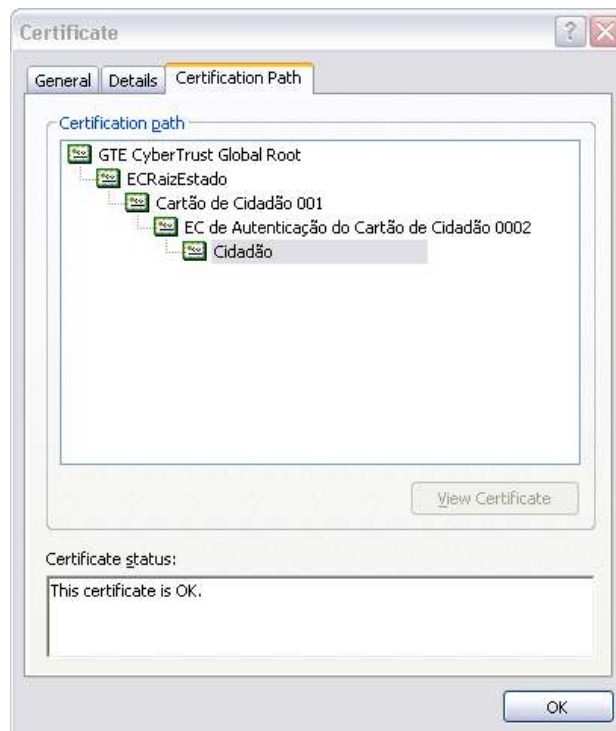 Certificate
General Details Certification Path
Certification path
GTE CyberTrust Global Root
ECRaizEstado
Cartão de Cidadão 001
EC de Autenticação do Cartão de Cidadão 0002
Cidadão
View Certificate
Certificate status:
This certificate is OK.
OK